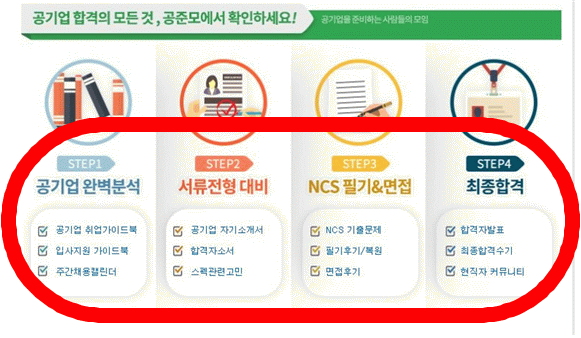 공기업 합격의 모든 것, 공준모에서 확인하세요!
공기업을 준비하는 사람들의 모임
STEP1
STEP2
STEP3
STEP4
공기업 완벽분석
서류전형 대비
NCS 필기&면접
최종합격
공기업 취업가이드북
입사지원 가이드북
주간채용캘린더
공기업 자기소개서
합격자소서
스펙관련고민
NCS 기출문제
필기후기/복원
면접후기
합격자발표
최종합격수기
현직자 커뮤니티